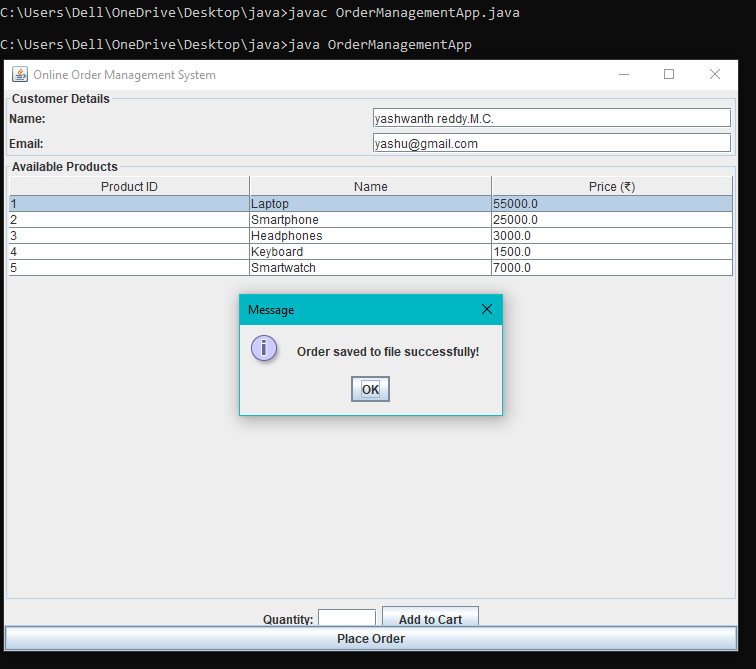 C:\Users\Dell\OneDrive\Desktop\java>javac OrderManagementApp.java
C:\Users\Dell\OneDrive\Desktop\java>java OrderManagementApp
Online Order Management System
Customer Details
Name: yashwanth reddy.M.C.
Email: yashu@gmail.com
Available Products
Product ID Name Price (₹)
1 Laptop 55000.0
2 Smartphone 25000.0
3 Headphones 3000.0
4 Keyboard 1500.0
5 Smartwatch 7000.0
Message
Order saved to file successfully!
OK
Quantity: Add to Cart
Place Order